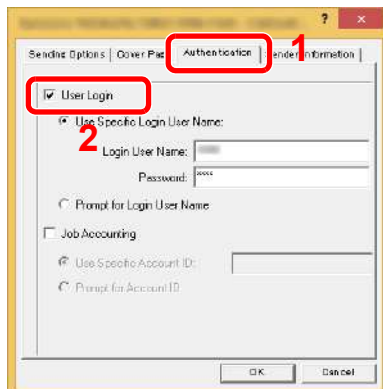 ? ×
Sending Options Cover Pag Authentication Sender Information
1
User Login
Use Specific Login User Name:
2
Login User Name:
Password: *****
Prompt for Login User Name
Job Accounting
Use Specific Account ID:
Prompt for Account ID
OK Cancel